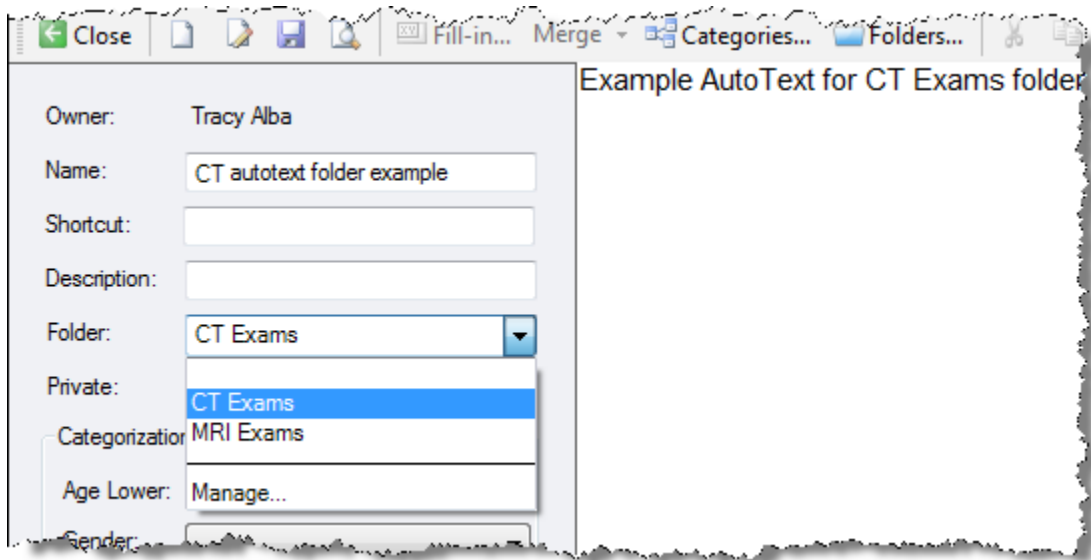 Close Fill-in... Merge Categories... Folders...
Example AutoText for CT Exams folder
Owner: Tracy Alba
Name: CT autotext folder example
Shortcut:
Description:
Folder: CT Exams
Private:
CT Exams
Categorization
MRI Exams
Age Lower:
Manage...
Gender: